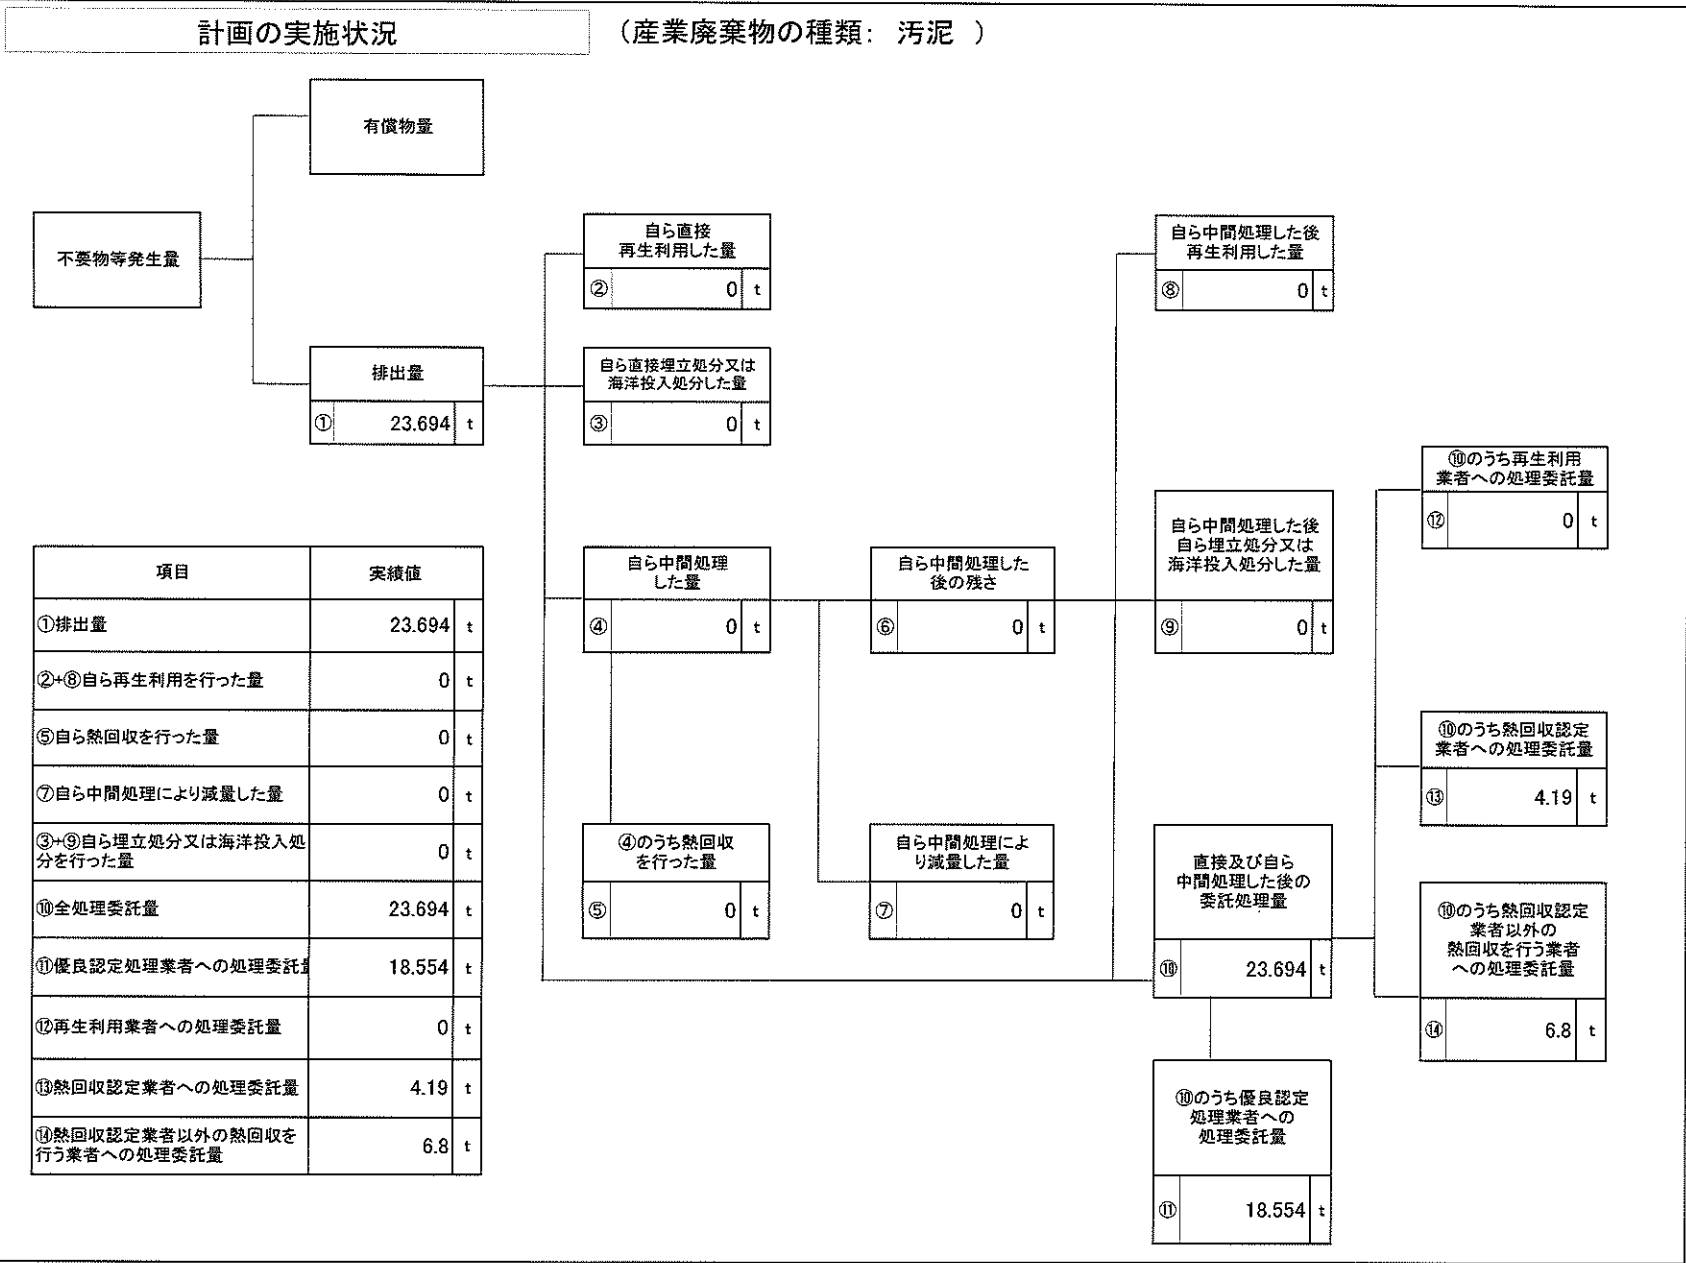 計画の実施状況
（産業廃棄物の種類： 汚泥 ）
有償物量
不要物等発生量
排出量
① 23.694 t
自ら直接
再生利用した量
② 0 t
自ら直接埋立処分又は
海洋投入処分した量
③ 0 t
自ら中間処理
した量
④ 0 t
④のうち熱回収
を行った量
⑤ 0 t
自ら中間処理した
後の残さ
⑥ 0 t
自ら中間処理によ
り減量した量
⑦ 0 t
自ら中間処理した後
再生利用した量
⑧ 0 t
自ら中間処理した後
自ら埋立処分又は
海洋投入処分した量
⑨ 0 t
直接及び自ら
中間処理した後の
委託処理量
⑩ 23.694 t
⑩のうち優良認定
処理業者への
処理委託量
⑪ 18.554 t
⑩のうち再生利用
業者への処理委託量
⑫ 0 t
⑩のうち熱回収認定
業者への処理委託量
⑬ 4.19 t
⑩のうち熱回収認定
業者以外の
熱回収を行う業者
への処理委託量
⑭ 6.8 t
項目 実績値
①排出量 23.694 t
②+⑧自ら再生利用を行った量 0 t
⑤自ら熱回収を行った量 0 t
⑦自ら中間処理により減量した量 0 t
③+⑨自ら埋立処分又は海洋投入処
分を行った量 0 t
⑩全処理委託量 23.694 t
⑪優良認定処理業者への処理委託量 18.554 t
⑫再生利用業者への処理委託量 0 t
⑬熱回収認定業者への処理委託量 4.19 t
⑭熱回収認定業者以外の熱回収を
行う業者への処理委託量 6.8 t